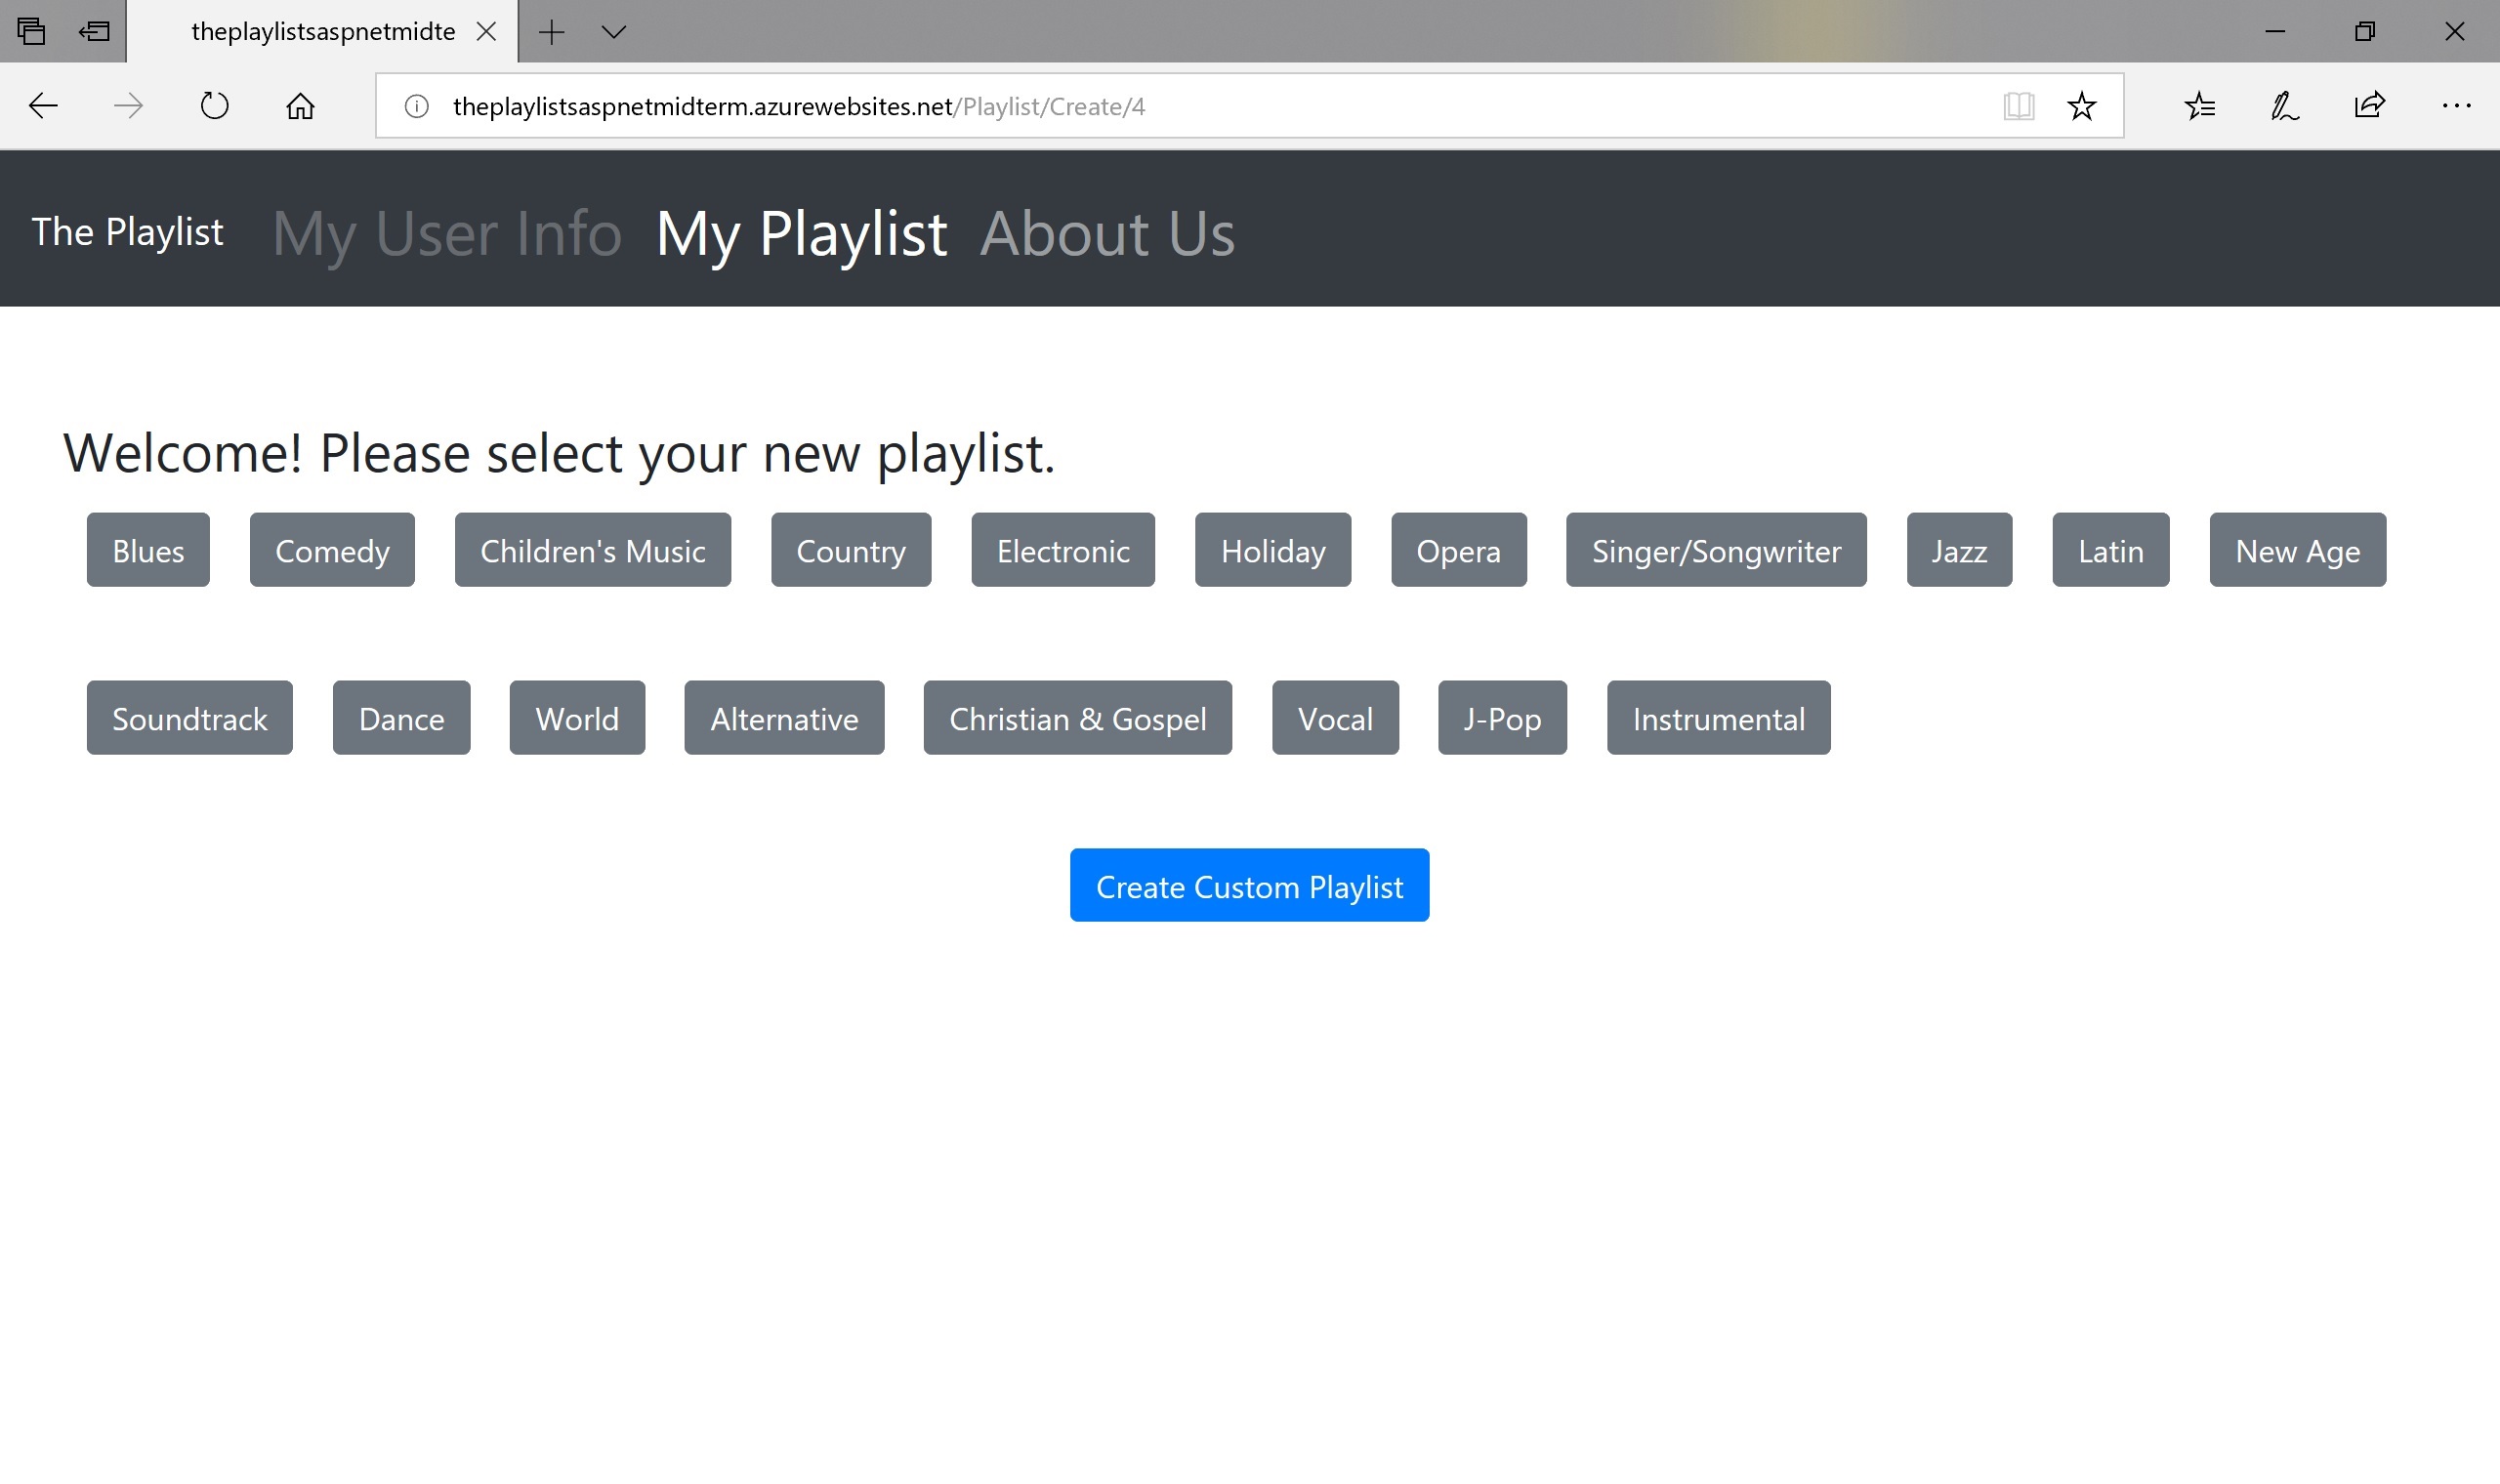 theplaylistsaspnetmidte
theplaylistsaspnetmidterm.azurewebsites.net/Playlist/Create/4
The Playlist My User Info My Playlist About Us
Welcome! Please select your new playlist.
Blues Comedy Children's Music Country Electronic Holiday Opera Singer/Songwriter Jazz Latin New Age
Soundtrack Dance World Alternative Christian & Gospel Vocal J-Pop Instrumental
Create Custom Playlist